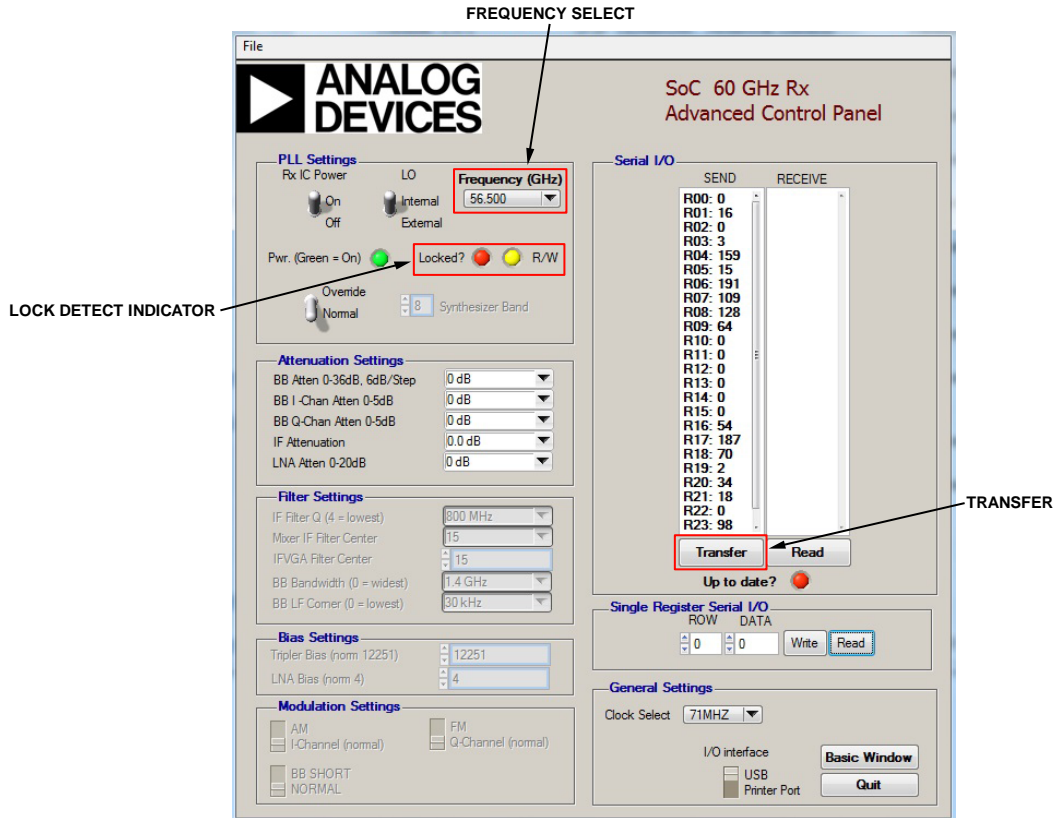 FREQUENCY SELECT
File
ANALOG
DEVICES
SoC 60 GHz Rx
Advanced Control Panel
PLL Settings
Rx IC Power
LO
Frequency (GHz)
On
Internal
56.500
Off
External
Pwr. (Green = On)
Locked?
R/W
LOCK DETECT INDICATOR
Override
Normal
8
Synthesizer Band
Attenuation Settings
BB Atten 0-36dB, 6dB/Step
0 dB
BB I -Chan Atten 0-5dB
0 dB
BB Q-Chan Atten 0-5dB
0 dB
IF Attenuation
0.0 dB
LNA Atten 0-20dB
0 dB
Filter Settings
IF Filter Q (4 = lowest)
800 MHz
Mixer IF Filter Center
15
IFVGA Filter Center
15
BB Bandwidth (0 = widest)
1.4 GHz
BB LF Corner (0 = lowest)
30 kHz
Bias Settings
Tripler Bias (norm 12251)
12251
LNA Bias (norm 4)
4
Modulation Settings
AM
I-Channel (normal)
FM
Q-Channel (normal)
BB SHORT
NORMAL
Serial I/O
SEND
RECEIVE
R00: 0
R01: 16
R02: 0
R03: 3
R04: 159
R05: 15
R06: 191
R07: 109
R08: 128
R09: 64
R10: 0
R11: 0
R12: 0
R13: 0
R14: 0
R15: 0
R16: 54
R17: 187
R18: 70
R19: 2
R20: 34
R21: 18
R22: 0
R23: 98
TRANSFER
Transfer
Read
Up to date?
Single Register Serial I/O
ROW
DATA
0
0
Write
Read
General Settings
Clock Select
71MHZ
I/O interface
USB
Printer Port
Basic Window
Quit